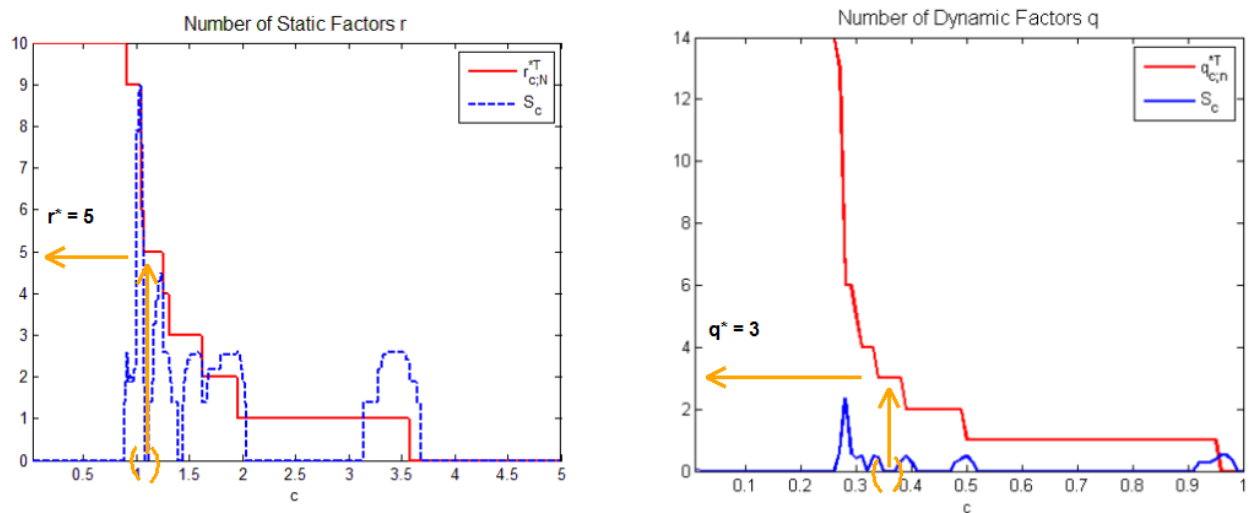 Number of Static Factors r
10
9
8
7
6
5
4
3
2
1
0
r*T c;N
S c
r* = 5
0.5 1 1.5 2 2.5 3 3.5 4 4.5 5
c
Number of Dynamic Factors q
14
12
10
8
6
4
2
0
q*T c;n
S c
q* = 3
0.1 0.2 0.3 0.4 0.5 0.6 0.7 0.8 0.9 1
c